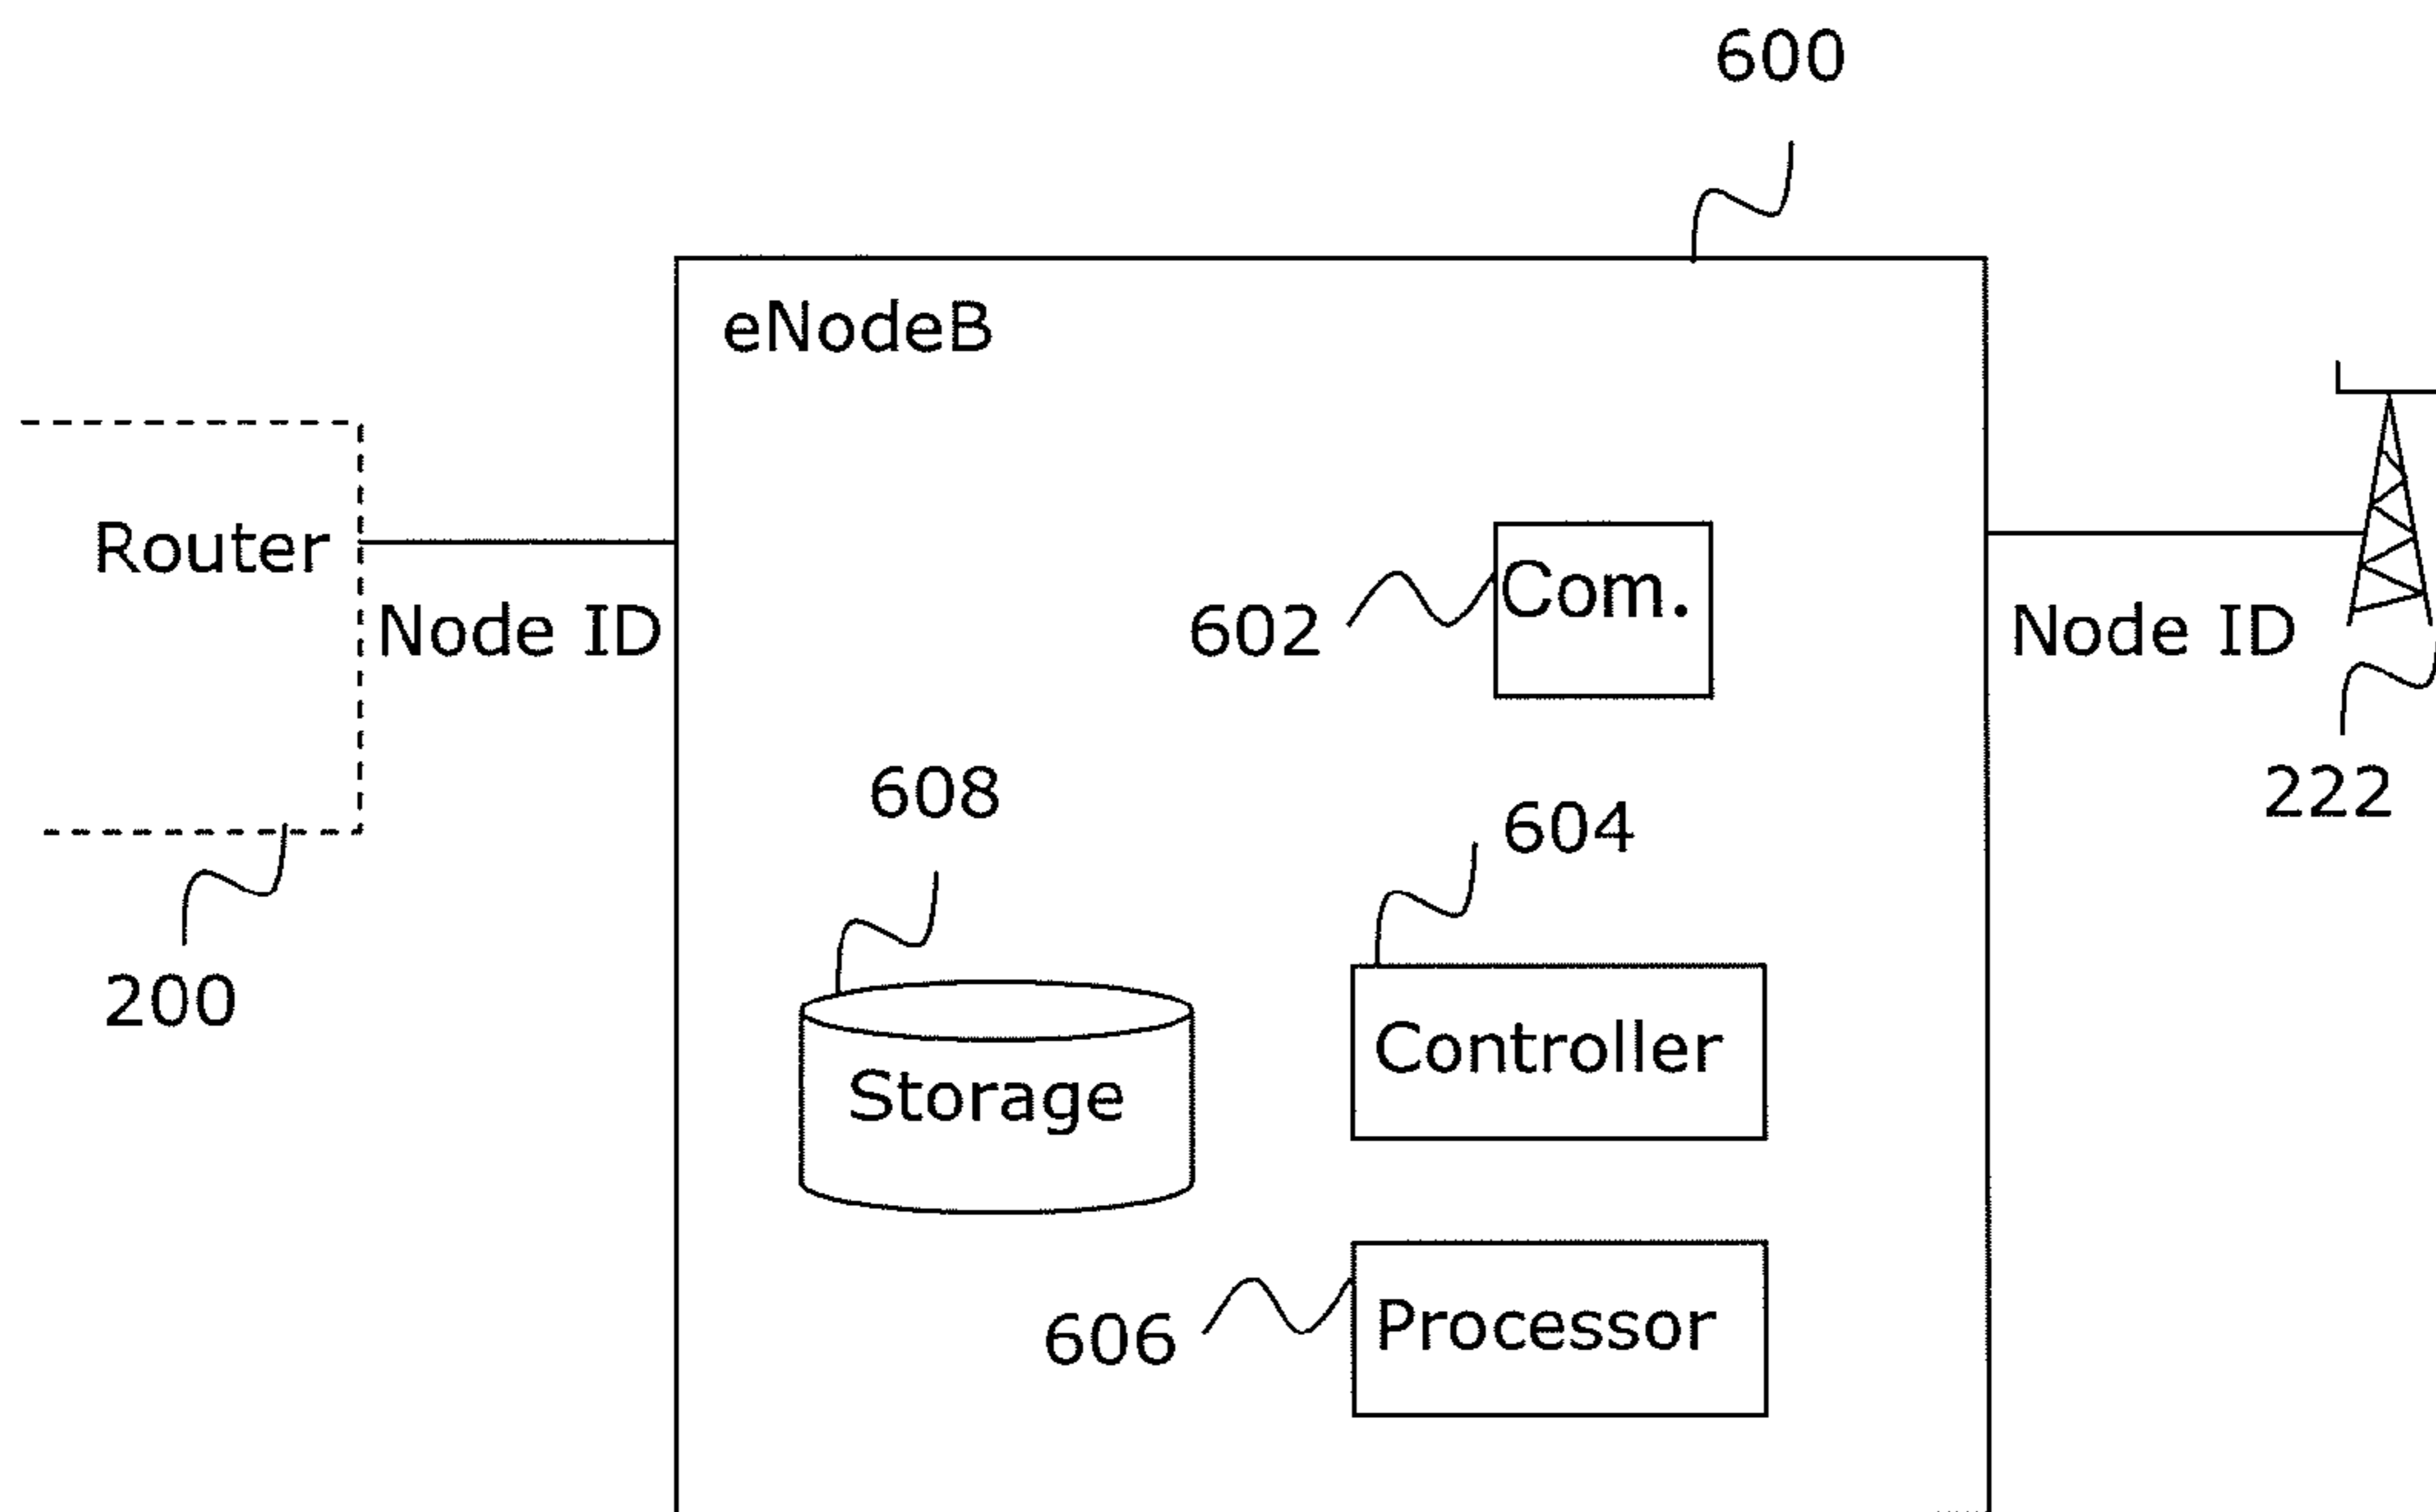 600
eNodeB
Router
Node ID
602
Com.
Node ID
608
604
222
200
Controller
Storage
606
Processor